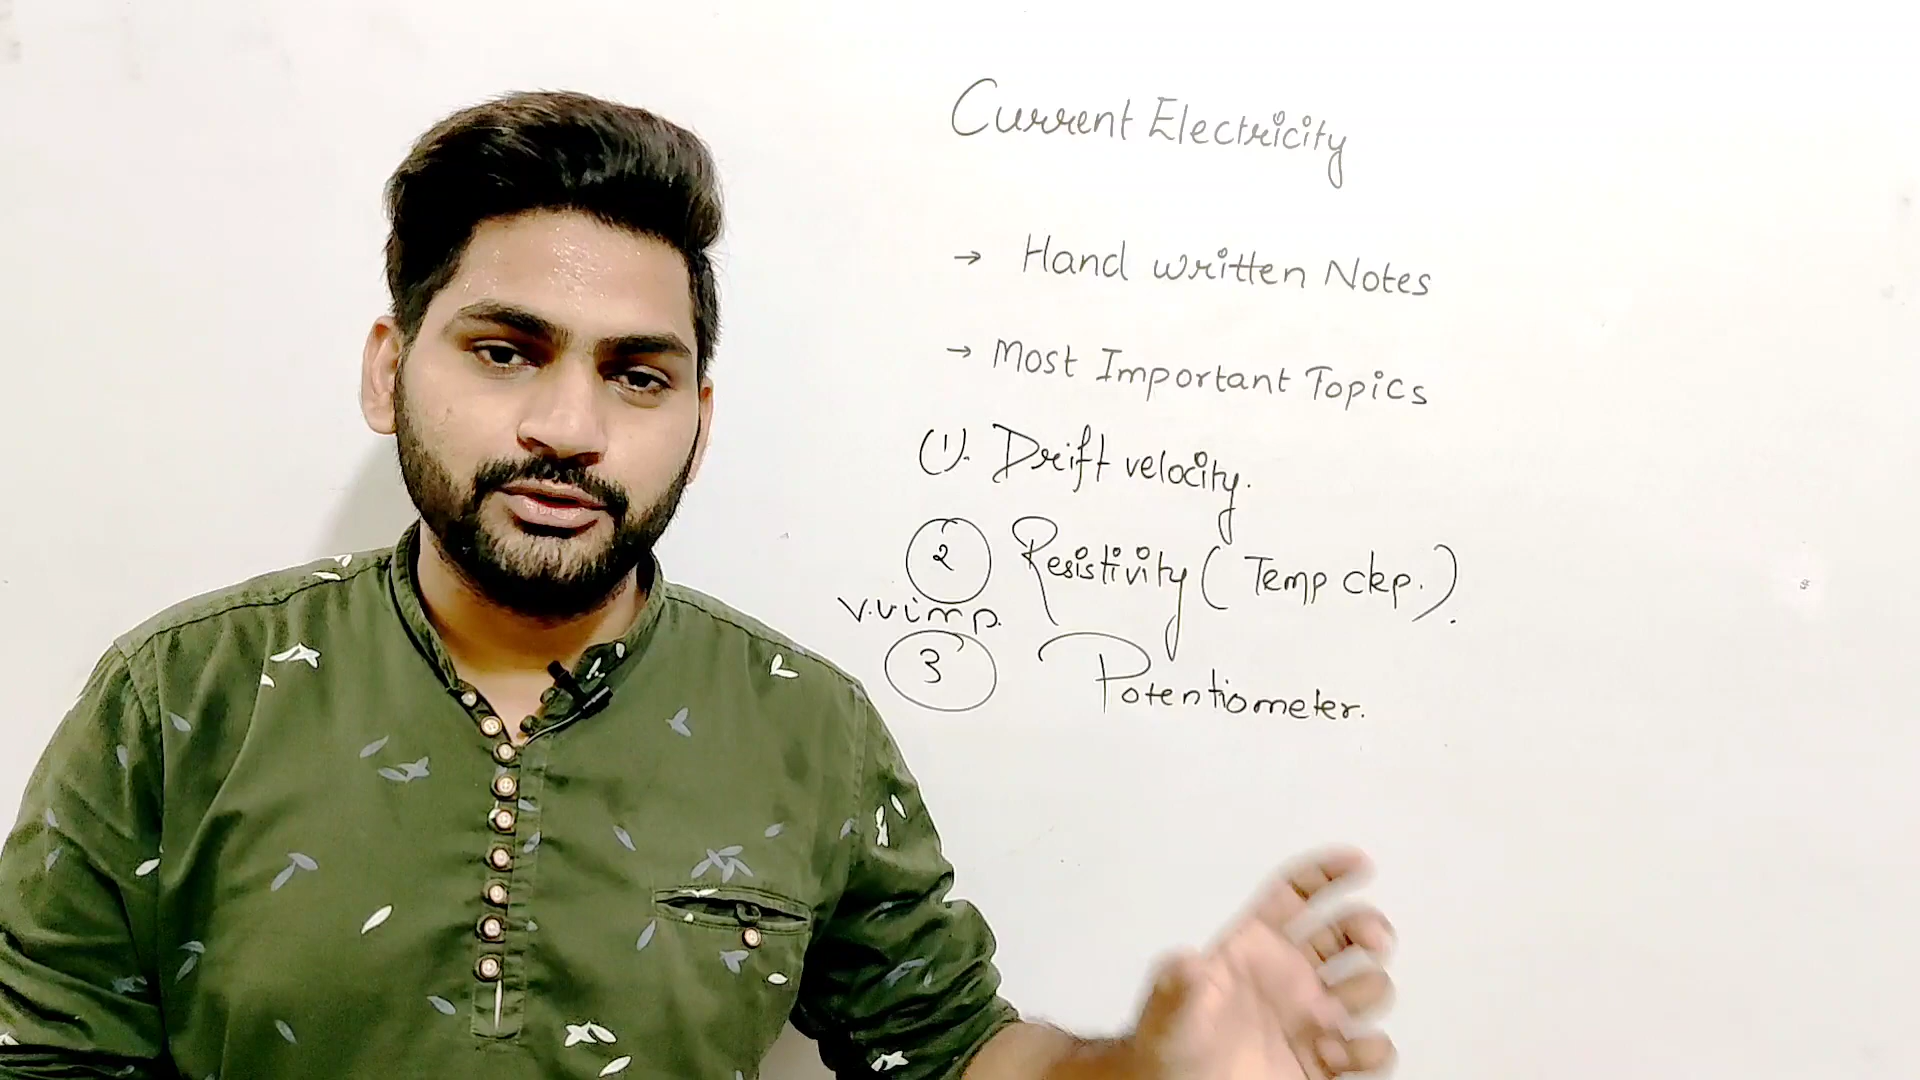 Current Electricity
→ Hand written Notes
→ Most Important Topics
(1). Drift velocity.
2 Resistivity (Temp dep.).
v.v imp.
3 Potentiometer.